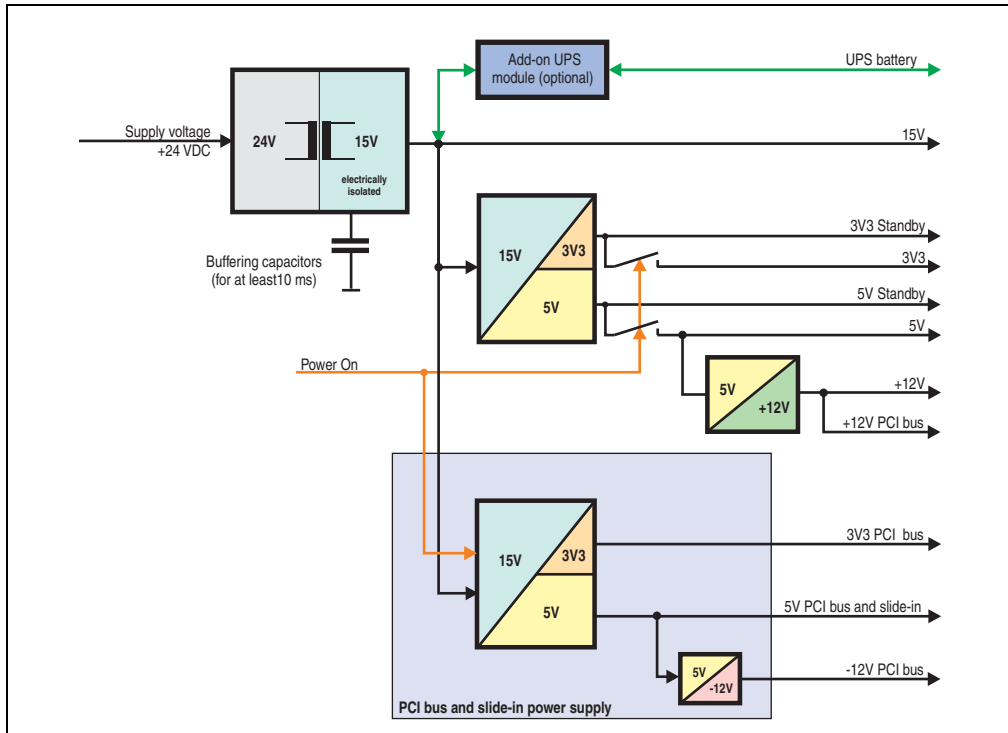 Add-on UPS
module (optional)
UPS battery
Supply voltage
+24 VDC
24V
15V
electrically
isolated
15V
Buffering capacitors
(for at least10 ms)
15V
3V3
5V
3V3 Standby
3V3
5V Standby
5V
Power On
5V
+12V
+12V
+12V PCI bus
15V
3V3
5V
3V3 PCI bus
5V PCI bus and slide-in
5V
-12V
-12V PCI bus
PCI bus and slide-in power supply